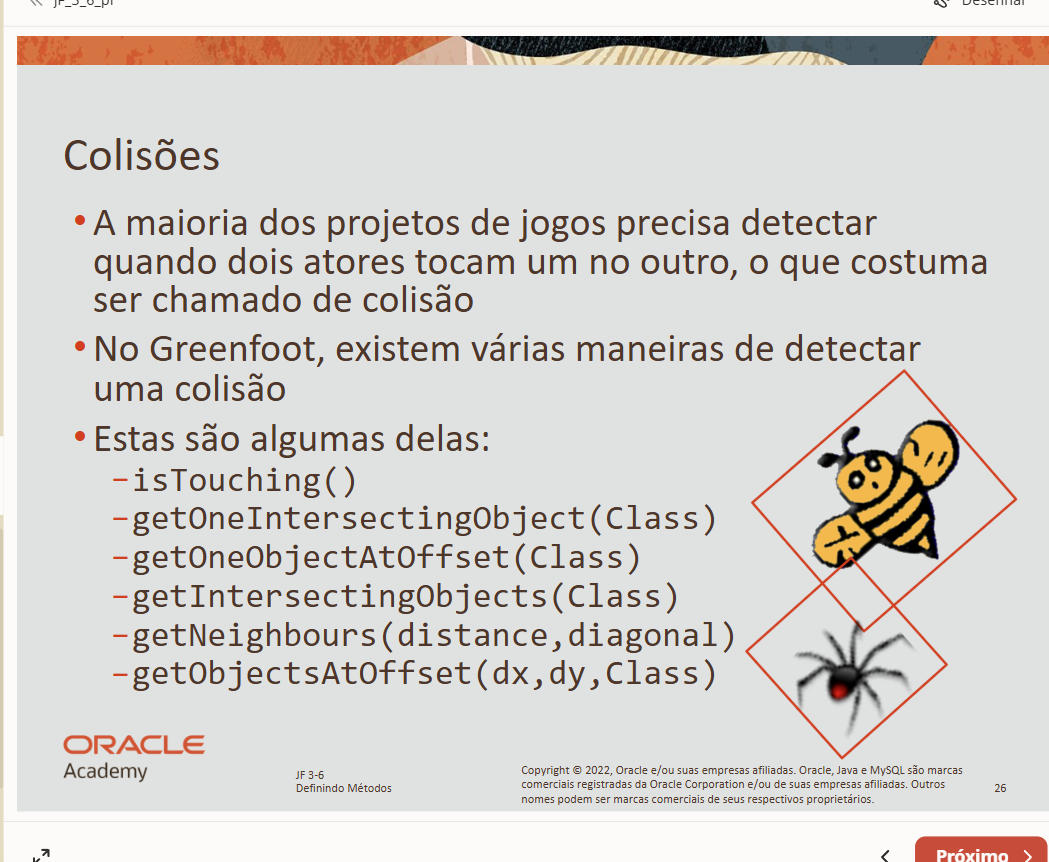 Colisões
• A maioria dos projetos de jogos precisa detectar
quando dois atores tocam um no outro, o que costuma
ser chamado de colisão
• No Greenfoot, existem várias maneiras de detectar
uma colisão
• Estas são algumas delas:
–isTouching()
–getOneIntersectingObject(Class)
–getOneObjectAtOffset(Class)
–getIntersectingObjects(Class)
–getNeighbours(distance,diagonal)
–getObjectsAtOffset(dx,dy,Class)
ORACLE
Academy
JF 3-6
Definindo Métodos
Copyright © 2022, Oracle e/ou suas empresas afiliadas. Oracle, Java e MySQL são marcas
comerciais registradas da Oracle Corporation e/ou de suas empresas afiliadas. Outros
nomes podem ser marcas comerciais de seus respectivos proprietários.
26
Próximo